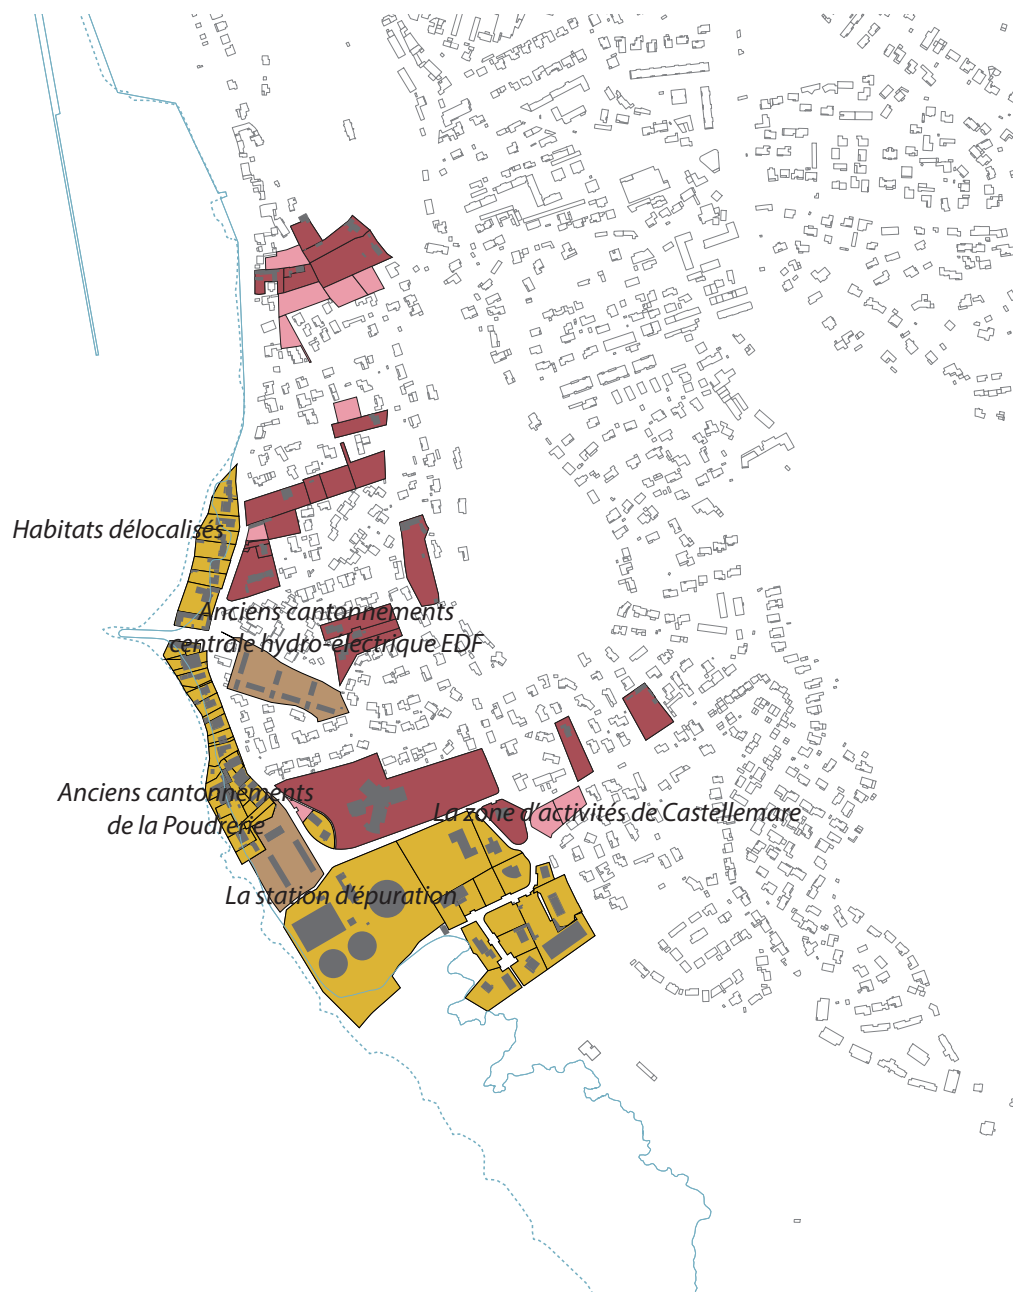 Habitats délocalisés
Anciens cantonnements
centrale hydro-électrique EDF
Anciens cantonnements
de la Poudrerie
La zone d'activités de Castellemare
La station d'épuration